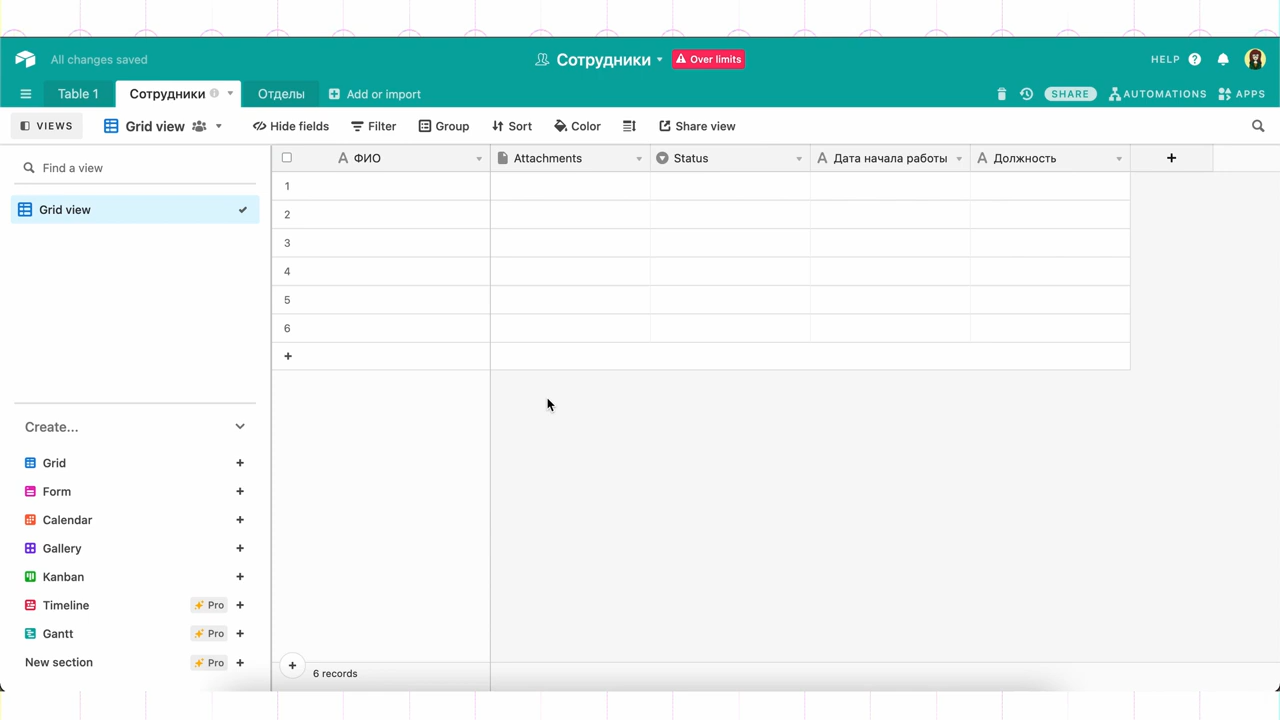 All changes saved
Сотрудники
Over limits
HELP
Table 1
Сотрудники
Отделы
Add or import
SHARE
AUTOMATIONS
APPS
VIEWS
Grid view
Hide fields
Filter
Group
Sort
Color
Share view
Find a view
Grid view
ФИО
Attachments
Status
Дата начала работы
Должность
1
2
3
4
5
6
Create...
Grid
Form
Calendar
Gallery
Kanban
Timeline Pro
Gantt Pro
New section Pro
6 records